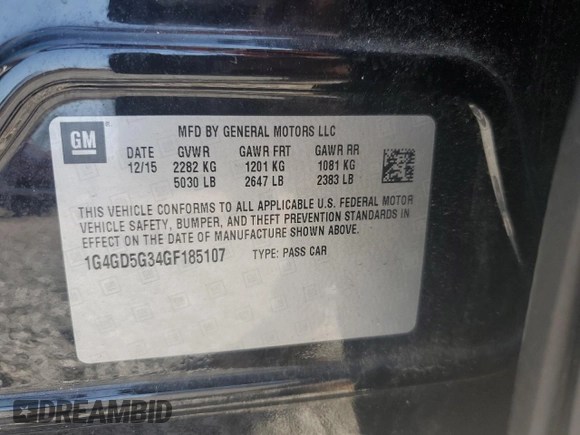 GM
MFD BY GENERAL MOTORS LLC
DATE GVWR GAWR FRT GAWR RR
12/15 2282 KG 1201 KG 1081 KG
5030 LB 2647 LB 2383 LB
THIS VEHICLE CONFORMS TO ALL APPLICABLE U.S. FEDERAL MOTOR
VEHICLE SAFETY, BUMPER, AND THEFT PREVENTION STANDARDS IN
EFFECT ON THE DATE OF MANUFACTURE SHOWN ABOVE.
1G4GD5G34GF185107 TYPE: PASS CAR
DREAMBID